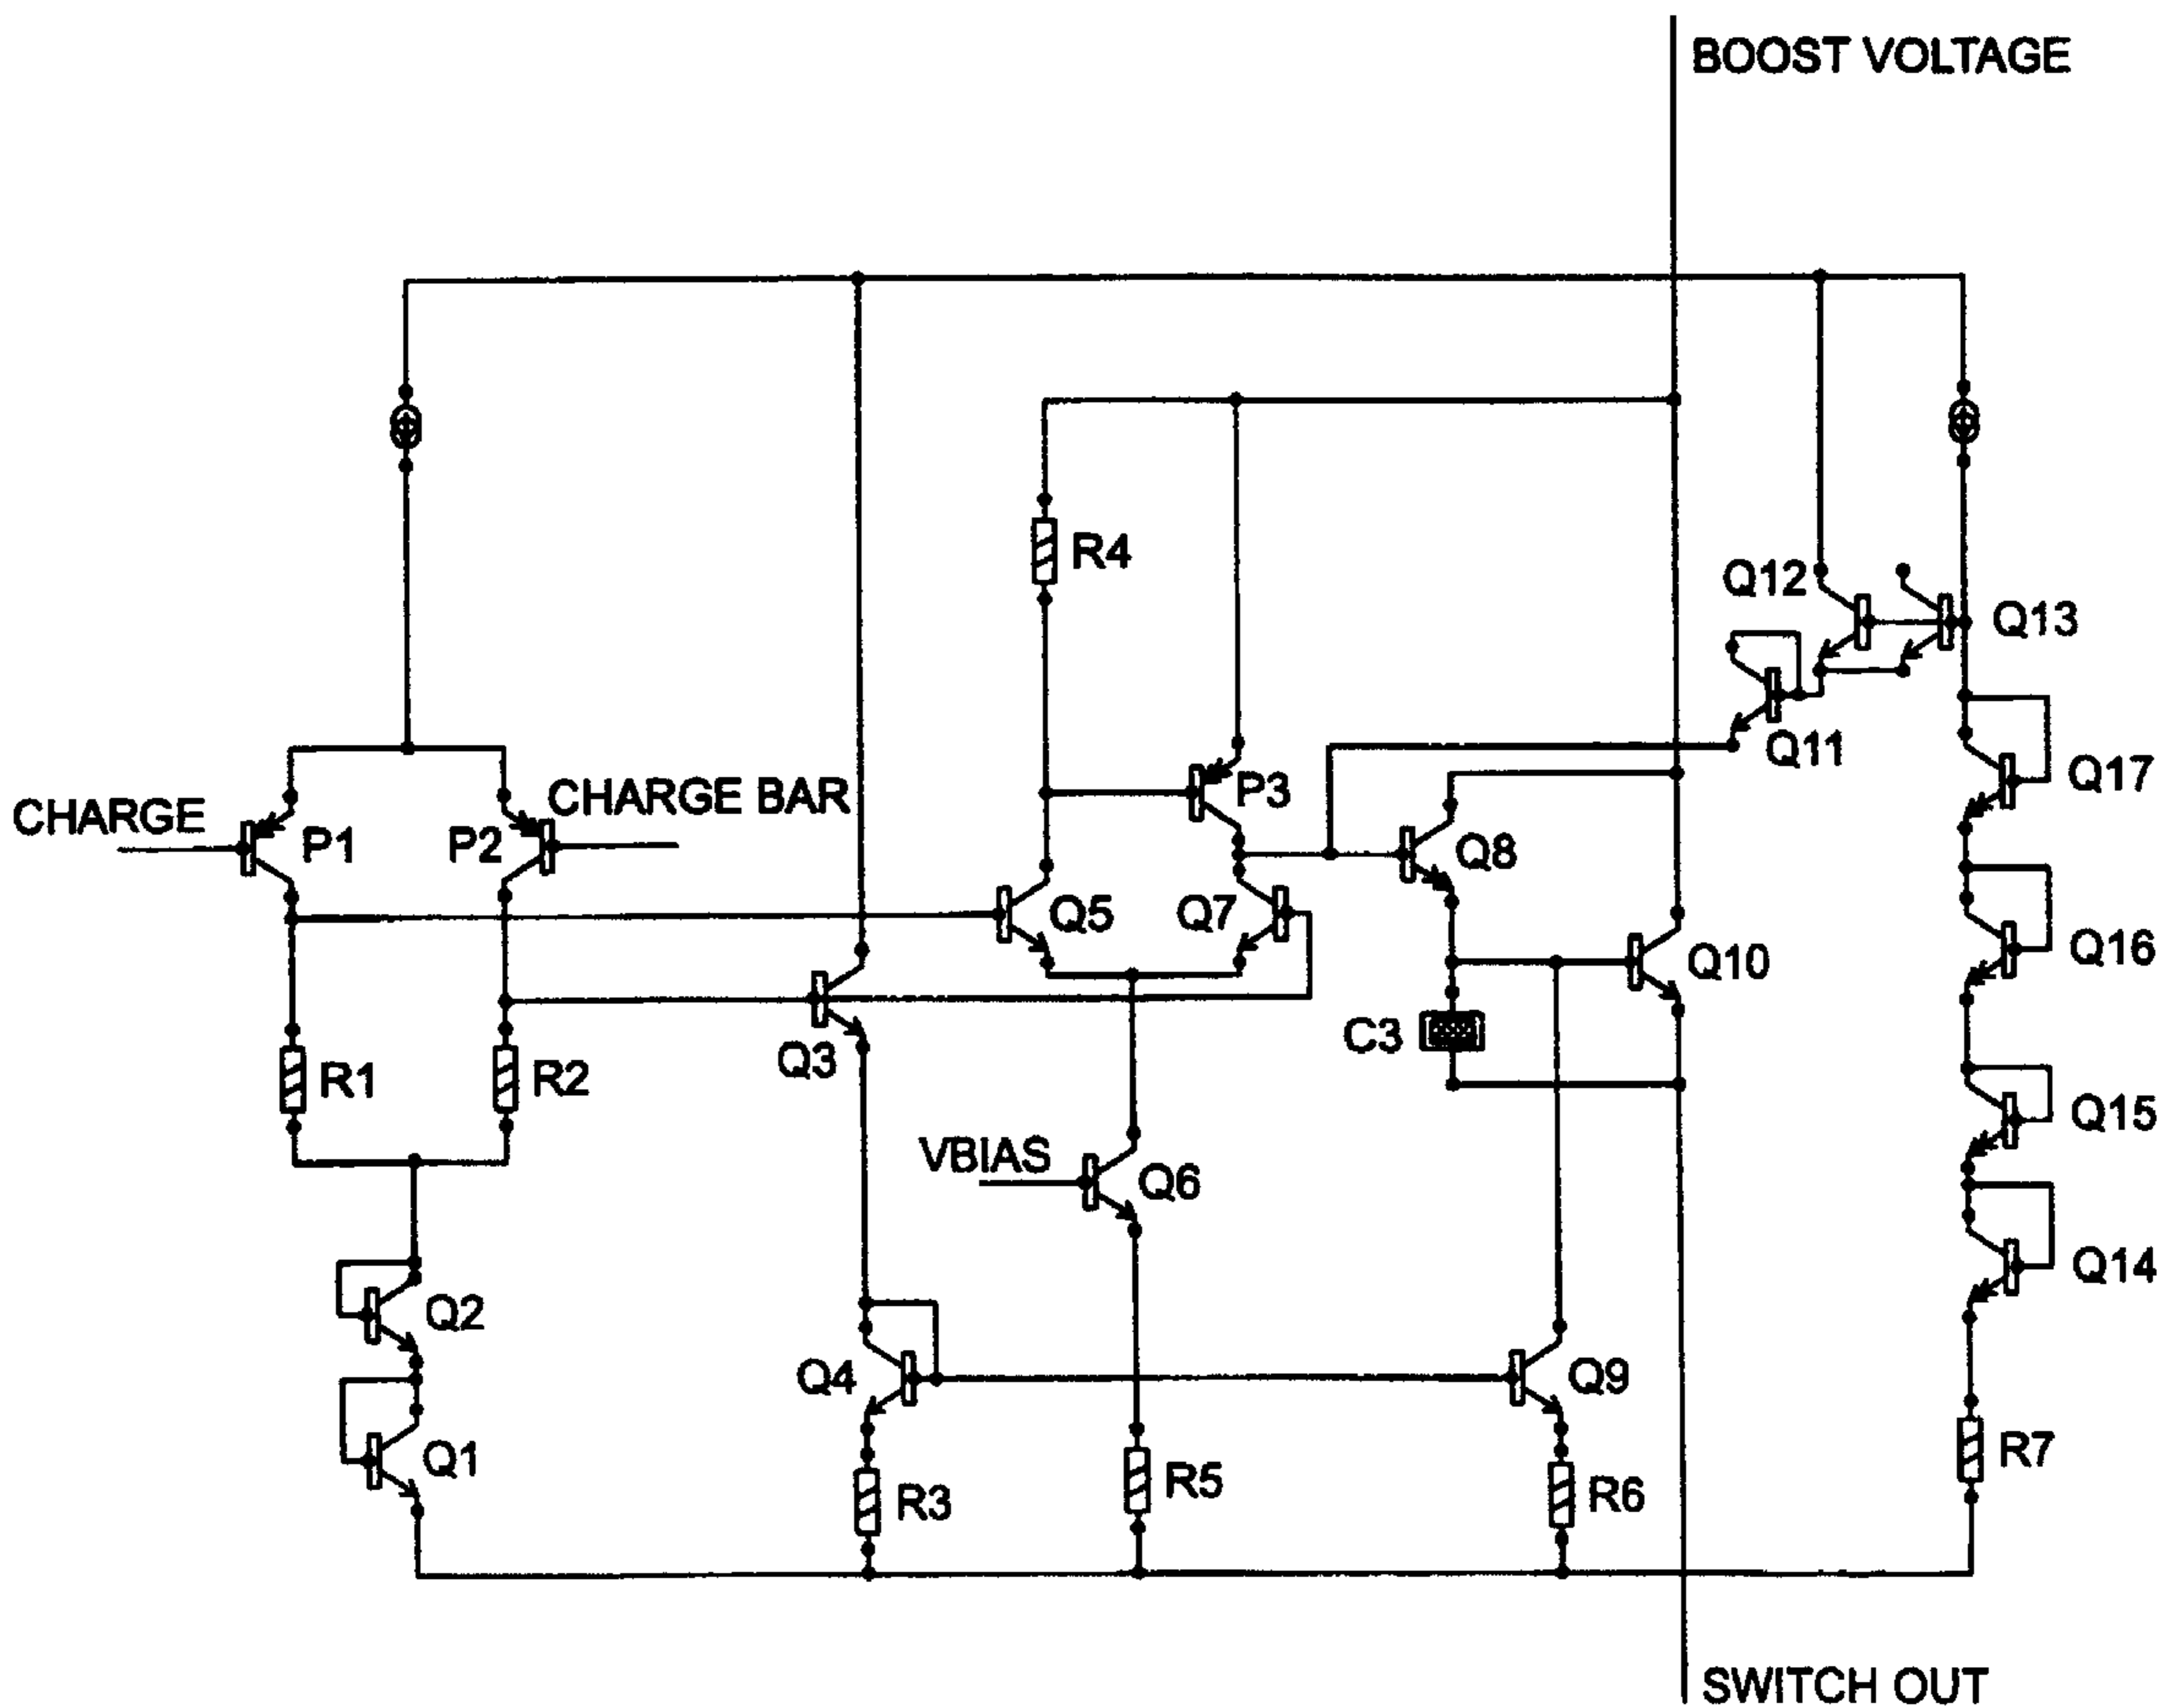 BOOST VOLTAGE
R4
Q12
Q13
Q11
Q17
CHARGE
P1
P2
CHARGE BAR
P3
Q8
Q5
Q7
Q10
Q16
Q3
C3
R1
R2
Q15
VBIAS
Q6
Q14
Q2
Q4
Q9
Q1
R3
R5
R6
R7
SWITCH OUT